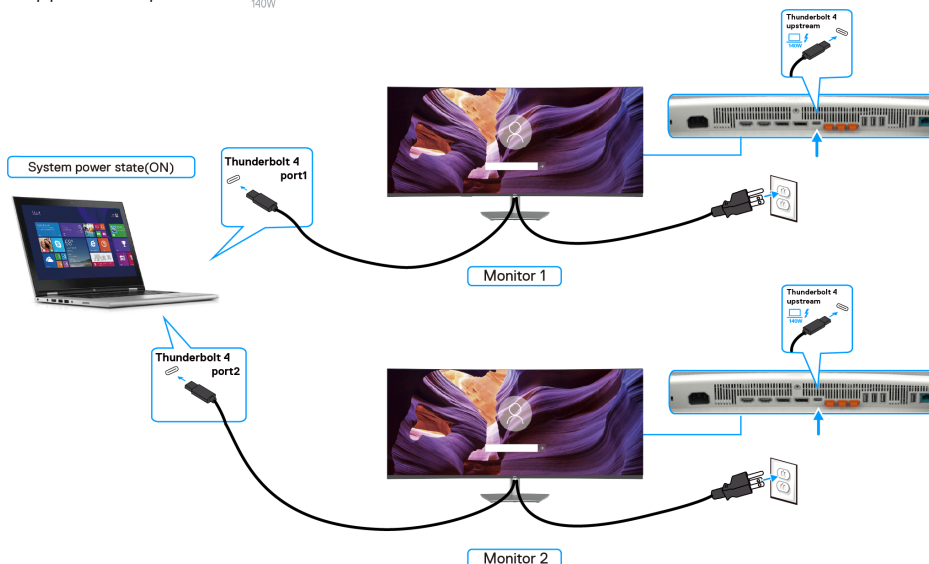 140W
Thunderbolt 4
upstream
140W
System power state(ON)
Thunderbolt 4
port1
Monitor 1
Thunderbolt 4
upstream
140W
Thunderbolt 4
port2
Monitor 2